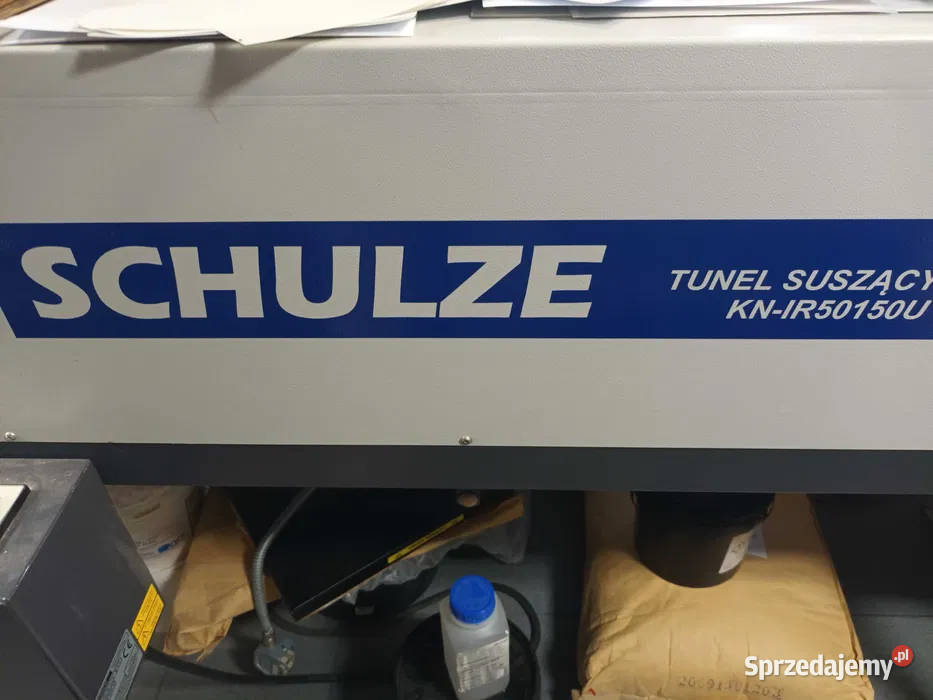 SCHULZE
TUNEL SUSZĄCY
KN-IR50150U
Sprzedajemy.pl